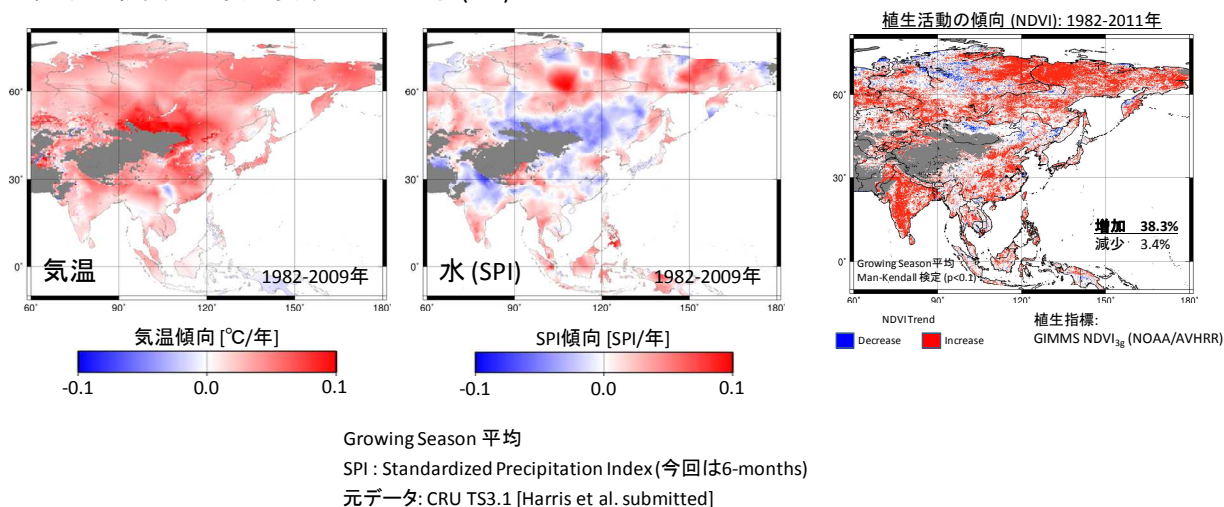 植生活動の傾向 (NDVI): 1982-2011年
60
30
0°
気温
1982-2009年
60°
90°
120°
150°
180°
60
30
0°
水 (SPI)
1982-2009年
60°
90°
120°
150°
180°
60°
30°
0°
増加 38.3%
減少 3.4%
Growing Season平均
Man-Kendall 検定 (p<0.1)
60°
90°
120°
150°
180°
気温傾向 [℃/年]
-0.1
0.0
0.1
SPI傾向 [SPI/年]
-0.1
0.0
0.1
NDVI Trend
Decrease
Increase
植生指標:
GIMMS NDVI3g (NOAA/AVHRR)
Growing Season 平均
SPI : Standardized Precipitation Index (今回は6-months)
元データ: CRU TS3.1 [Harris et al. submitted]